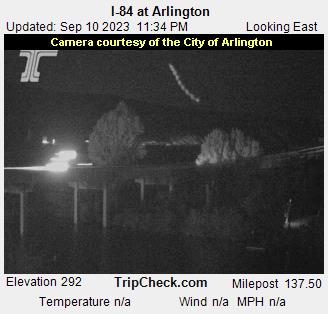 I-84 at Arlington
Updated: Sep 10 2023 11:34 PM Looking East
Camera courtesy of the City of Arlington
Elevation 292 TripCheck.com Milepost 137.50
Temperature n/a Wind n/a MPH n/a